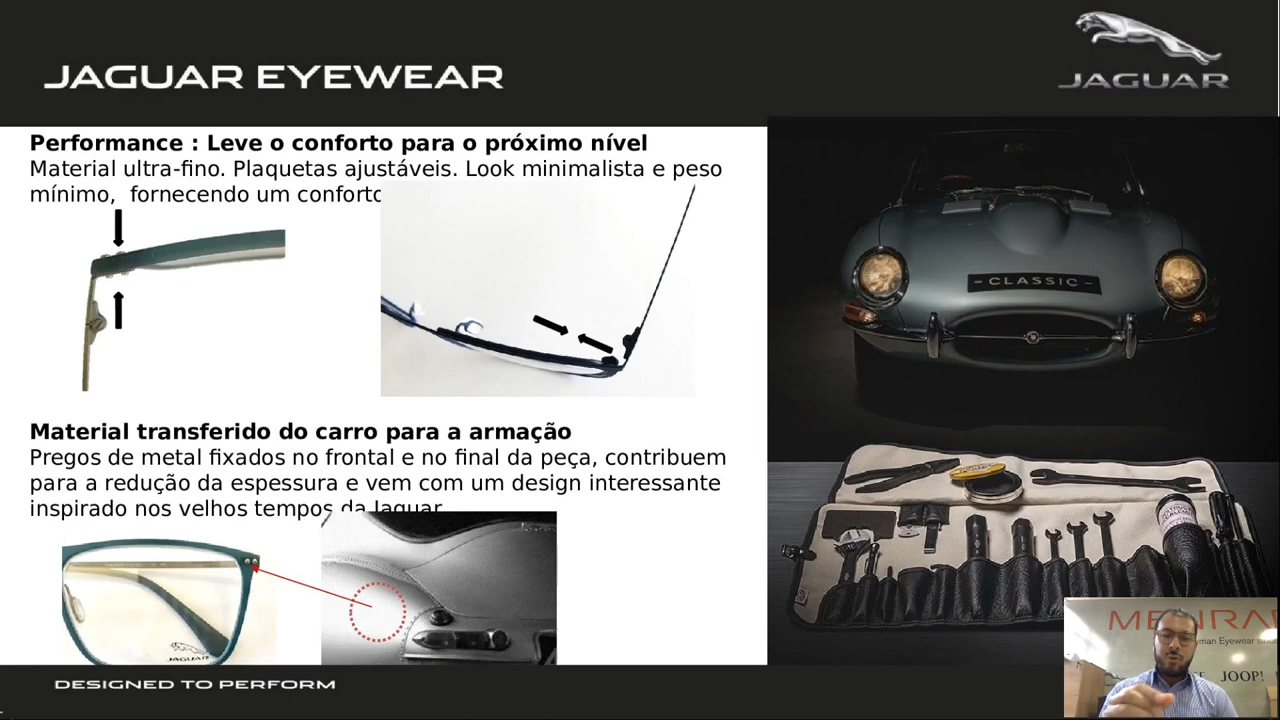 JAGUAR EYEWEAR
JAGUAR
Performance : Leve o conforto para o próximo nível
Material ultra-fino. Plaquetas ajustáveis. Look minimalista e peso
mínimo, fornecendo um conforto
- CLASSIC -
Material transferido do carro para a armação
Pregos de metal fixados no frontal e no final da peça, contribuem
para a redução da espessura e vem com um design interessante
inspirado nos velhos tempos da Jaguar
JAGUAR
JOOP!
DESIGNED TO PERFORM